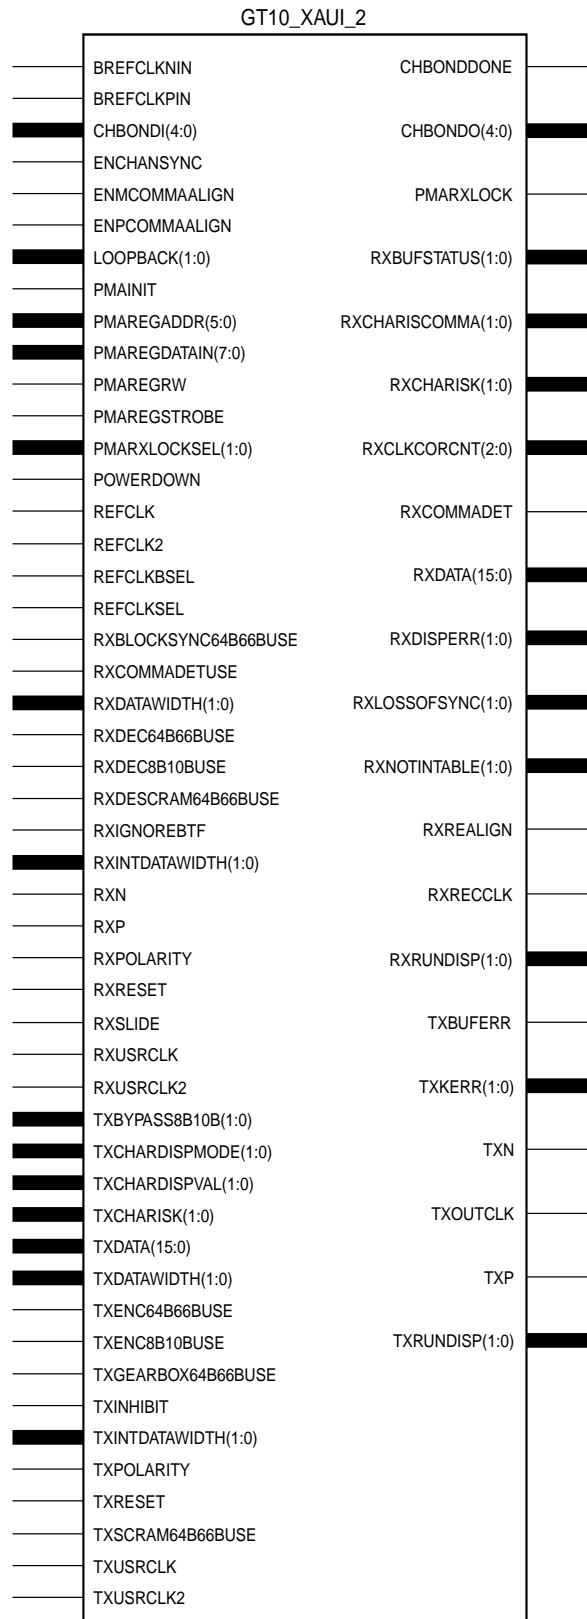 GT10_XAUI_2
BREFCLKNIN CHBONDDONE
BREFCLKPIN
CHBONDI(4:0) CHBONDO(4:0)
ENCHANSYNC
ENMCOMMAALIGN PMARXLOCK
ENPCOMMAALIGN
LOOPBACK(1:0) RXBUFSTATUS(1:0)
PMAINIT
PMAREGADDR(5:0) RXCHARISCOMMA(1:0)
PMAREGDATAIN(7:0)
PMAREGRW RXCHARISK(1:0)
PMAREGSTROBE
PMARXLOCKSEL(1:0) RXCLKCORCNT(2:0)
POWERDOWN
REFCLK RXCOMMADET
REFCLK2
REFCLKBSEL RXDATA(15:0)
REFCLKSEL
RXBLOCKSYNC64B66BUSE RXDISPERR(1:0)
RXCOMMADETUSE
RXDATAWIDTH(1:0) RXLOSSOFSYNC(1:0)
RXDEC64B66BUSE
RXDEC8B10BUSE RXNOTINTABLE(1:0)
RXDESCRAM64B66BUSE
RXIGNOREBTF RXREALIGN
RXINTDATAWIDTH(1:0)
RXN RXRECCLK
RXP
RXPOLARITY RXRUNDISP(1:0)
RXRESET
RXSLIDE TXBUFERR
RXUSRCLK
RXUSRCLK2 TXKERR(1:0)
TXBYPASS8B10B(1:0)
TXCHARDISPMODE(1:0) TXN
TXCHARDISPVAL(1:0)
TXCHARISK(1:0) TXOUTCLK
TXDATA(15:0)
TXDATAWIDTH(1:0) TXP
TXENC64B66BUSE
TXENC8B10BUSE TXRUNDISP(1:0)
TXGEARBOX64B66BUSE
TXINHIBIT
TXINTDATAWIDTH(1:0)
TXPOLARITY
TXRESET
TXSCRAM64B66BUSE
TXUSRCLK
TXUSRCLK2